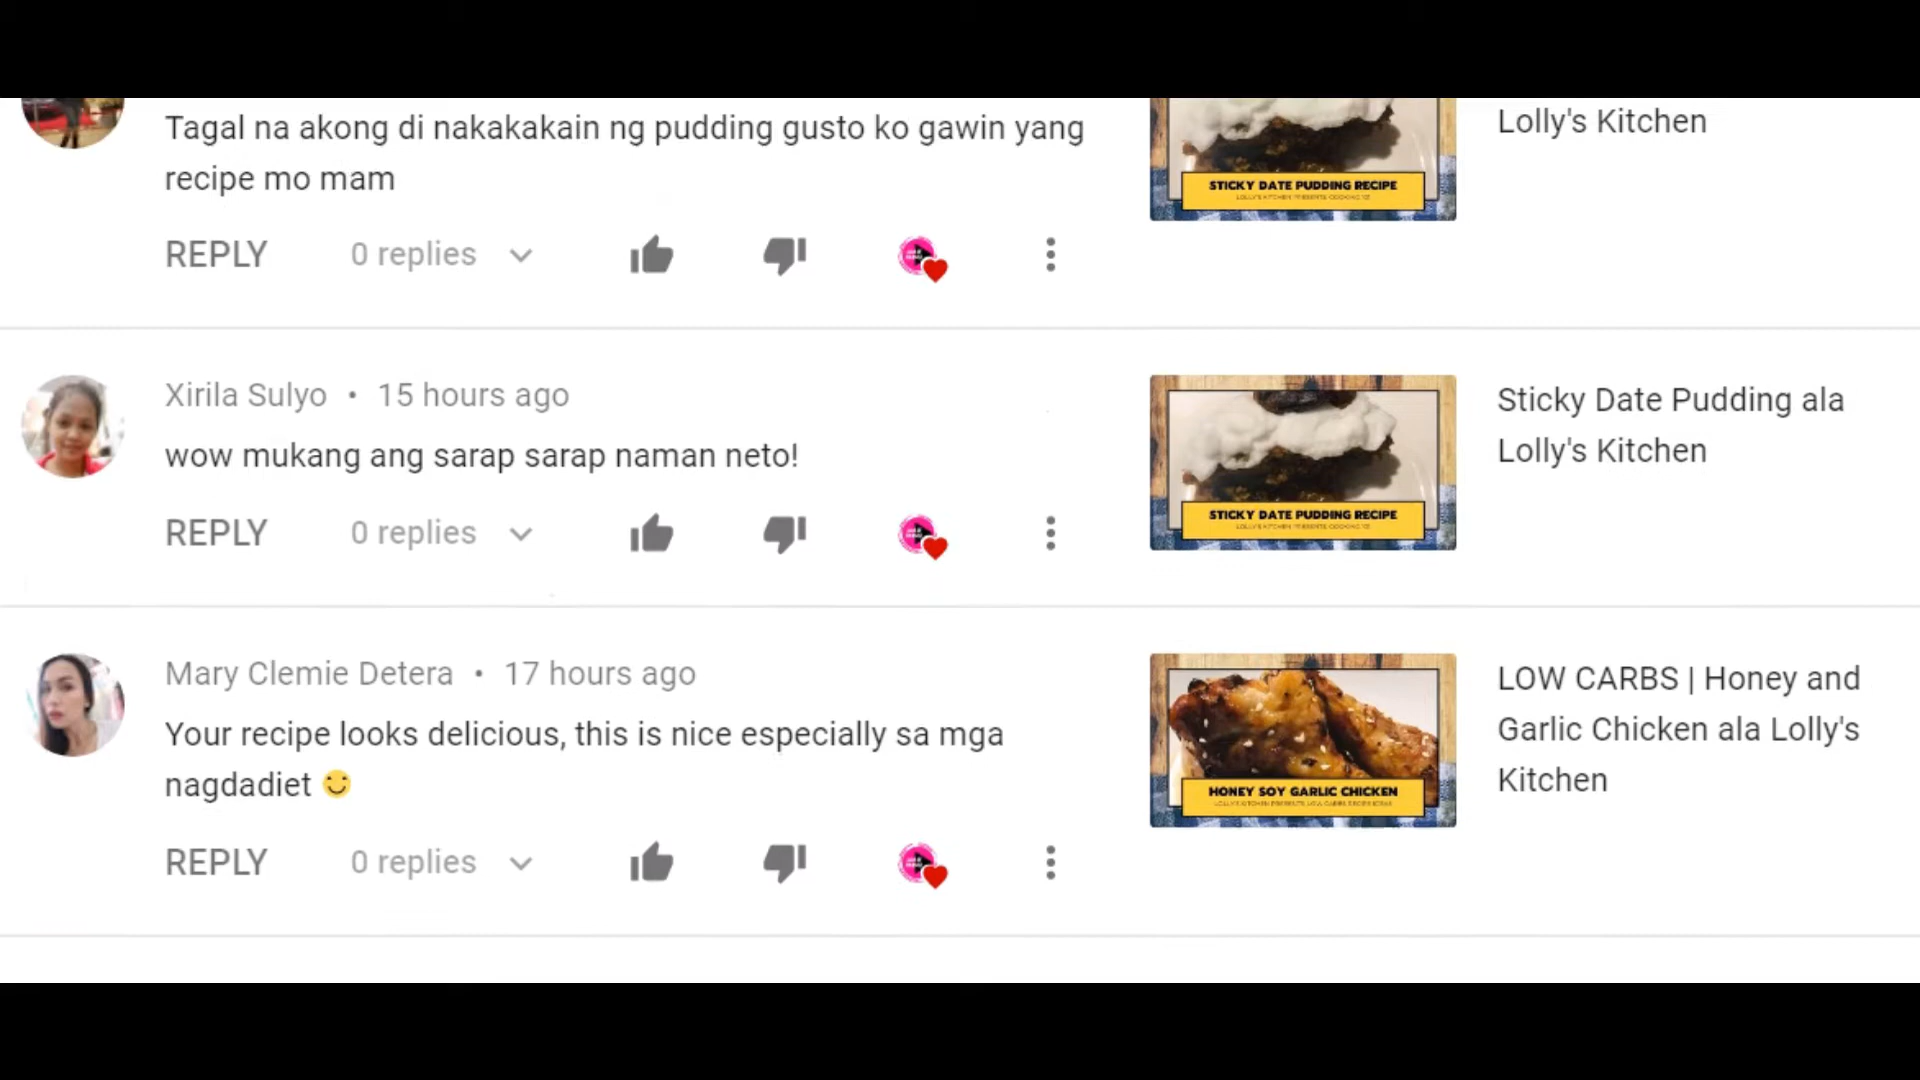 Tagal na akong di nakakakain ng pudding gusto ko gawin yang
recipe mo mam
REPLY 0 replies
STICKY DATE PUDDING RECIPE
Lolly's Kitchen
Xirila Sulyo • 15 hours ago
wow mukang ang sarap sarap naman neto!
REPLY 0 replies
STICKY DATE PUDDING RECIPE
Sticky Date Pudding ala
Lolly's Kitchen
Mary Clemie Detera • 17 hours ago
Your recipe looks delicious, this is nice especially sa mga
nagdadiet
REPLY 0 replies
HONEY SOY GARLIC CHICKEN
LOW CARBS | Honey and
Garlic Chicken ala Lolly's
Kitchen